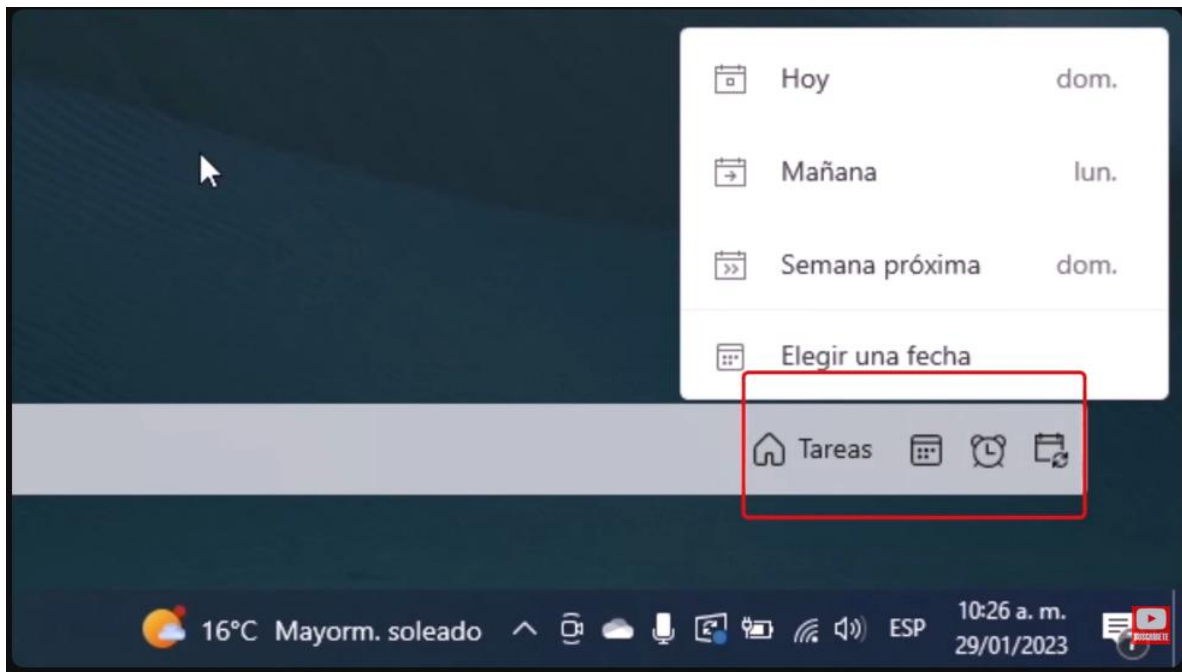 Hoy dom.
Mañana lun.
Semana próxima dom.
Elegir una fecha
Tareas
16°C Mayorm. soleado ESP 10:26 a. m.
29/01/2023
SUSCRIBETE